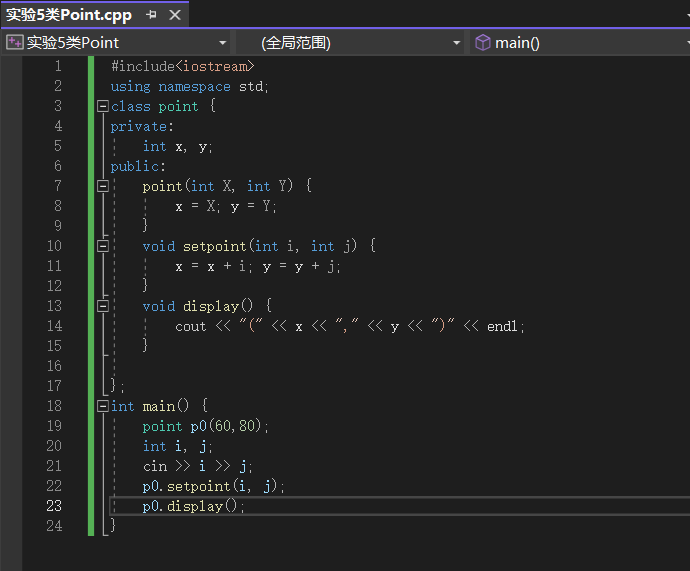 实验5类Point.cpp
实验5类Point (全局范围) main()
1 #include<iostream>
2 using namespace std;
3 class point {
4 private:
5 int x, y;
6 public:
7 point(int X, int Y) {
8 x = X; y = Y;
9 }
10 void setpoint(int i, int j) {
11 x = x + i; y = y + j;
12 }
13 void display() {
14 cout << "(" << x << "," << y << ")" << endl;
15 }
16
17 };
18 int main() {
19 point p0(60,80);
20 int i, j;
21 cin >> i >> j;
22 p0.setpoint(i, j);
23 p0.display();
24 }